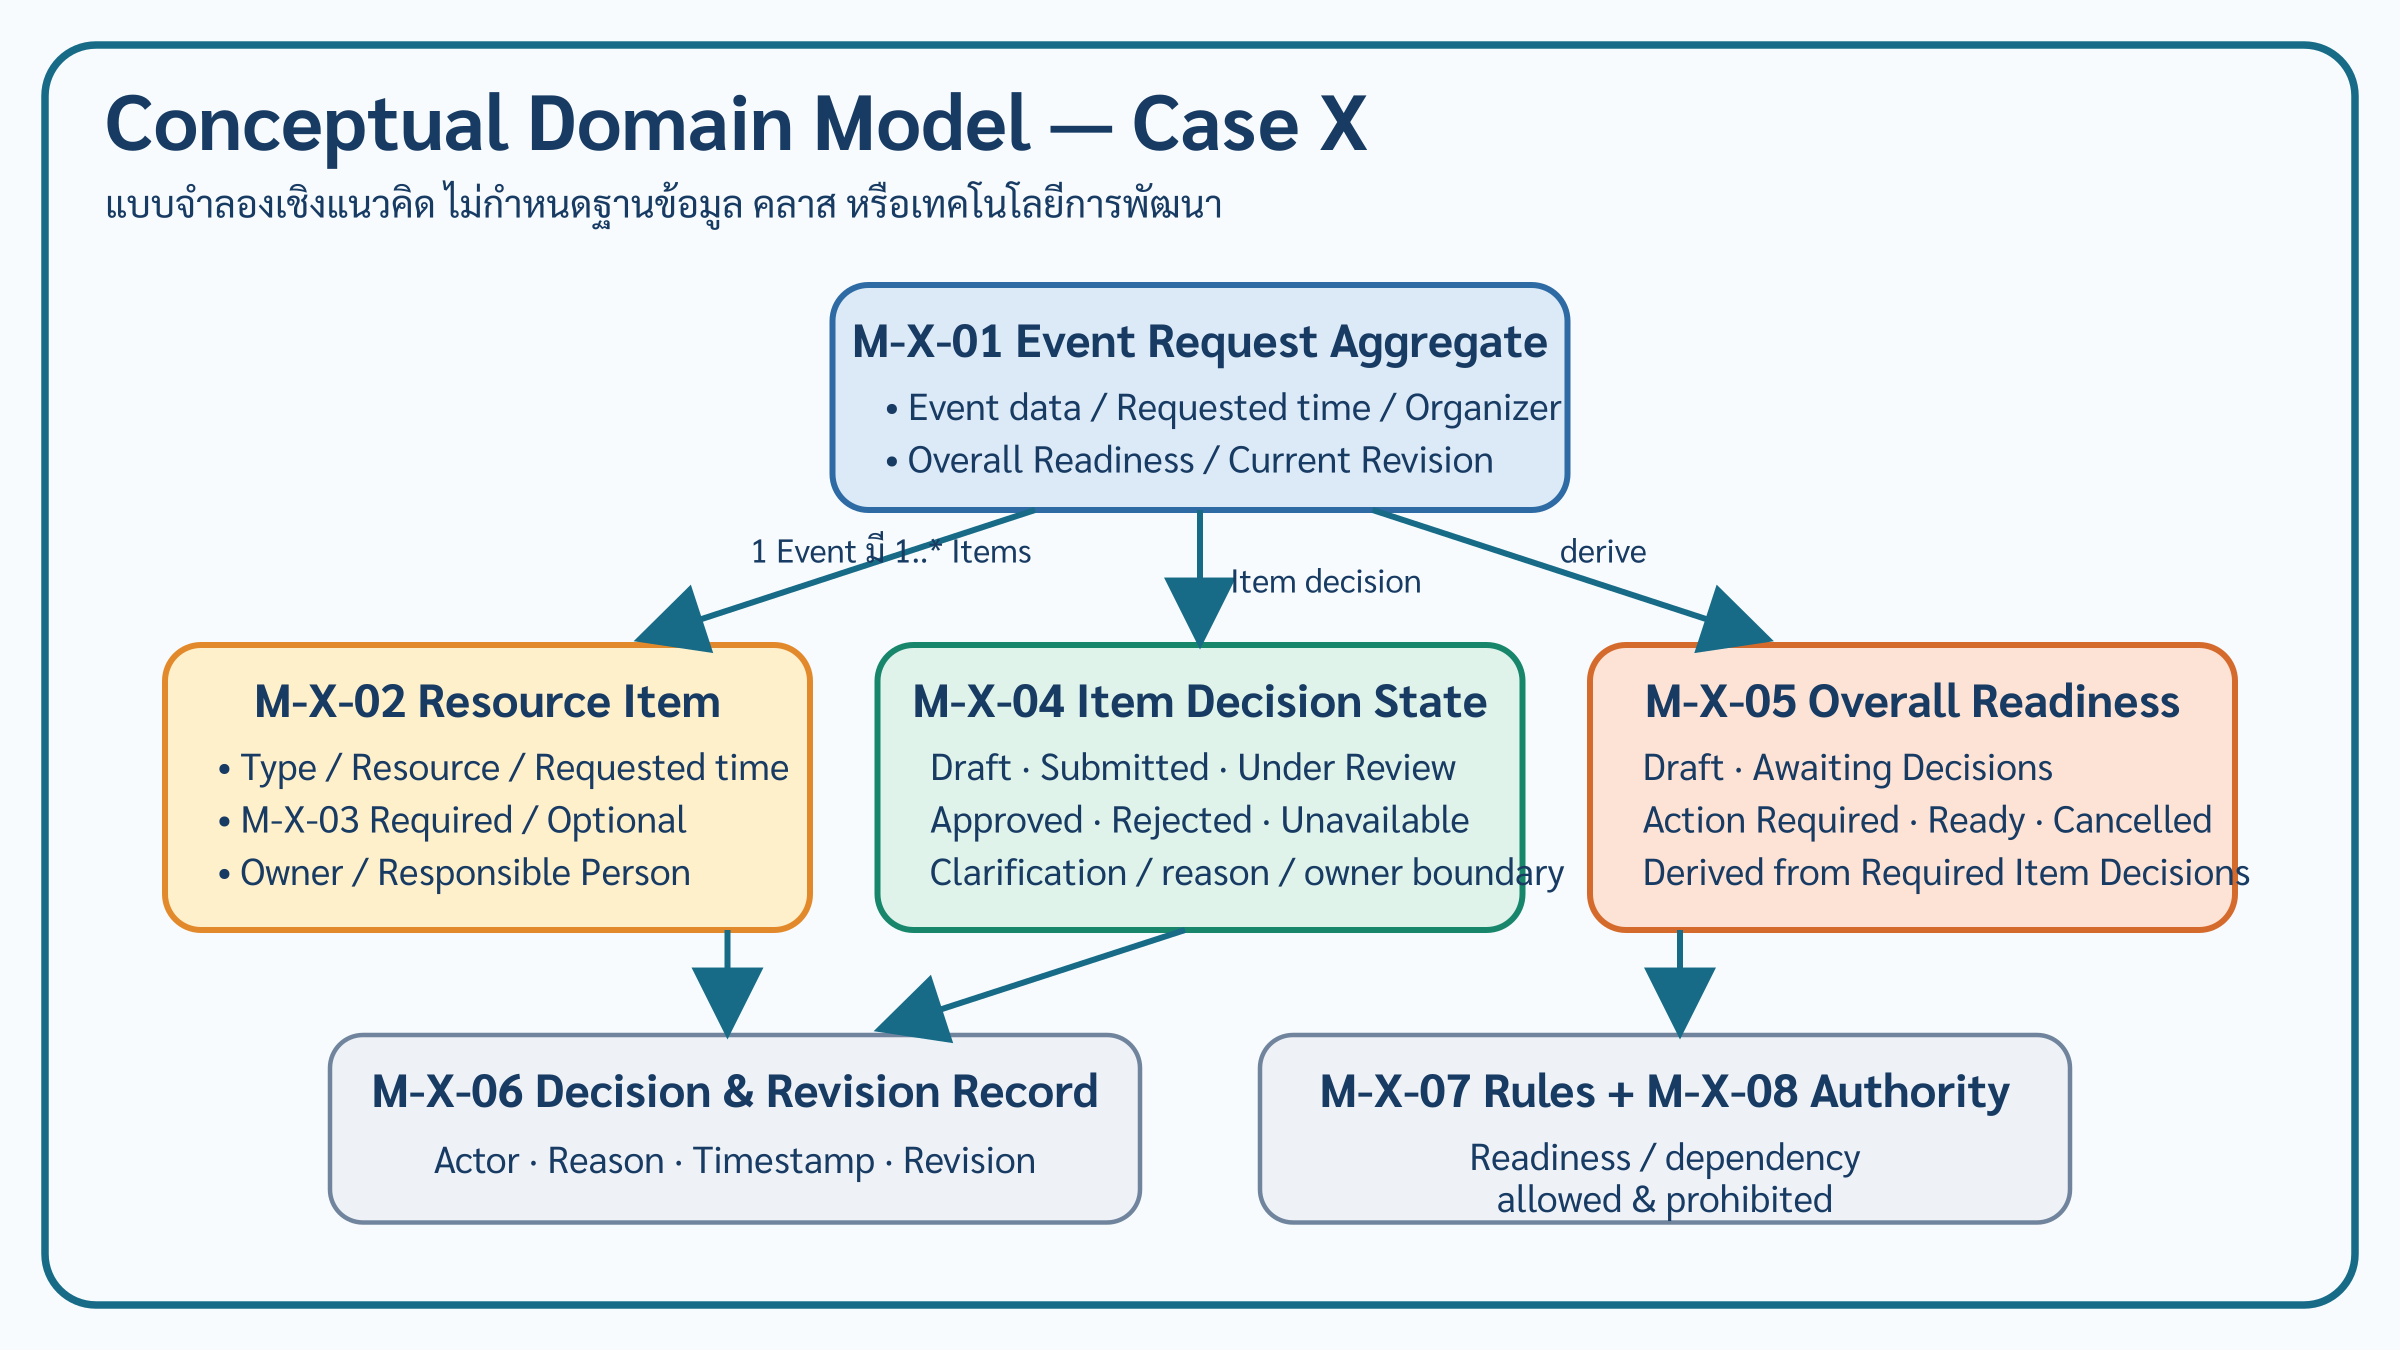 Conceptual Domain Model — Case X
แบบจำลองเชิงแนวคิด ไม่กำหนดฐานข้อมูล คลาส หรือเทคโนโลยีการพัฒนา
M-X-01 Event Request Aggregate
• Event data / Requested time / Organizer
• Overall Readiness / Current Revision
1 Event มี 1..* Items
Item decision
derive
M-X-02 Resource Item
• Type / Resource / Requested time
• M-X-03 Required / Optional
• Owner / Responsible Person
M-X-04 Item Decision State
Draft · Submitted · Under Review
Approved · Rejected · Unavailable
Clarification / reason / owner boundary
M-X-05 Overall Readiness
Draft · Awaiting Decisions
Action Required · Ready · Cancelled
Derived from Required Item Decisions
M-X-06 Decision & Revision Record
Actor · Reason · Timestamp · Revision
M-X-07 Rules + M-X-08 Authority
Readiness / dependency
allowed & prohibited